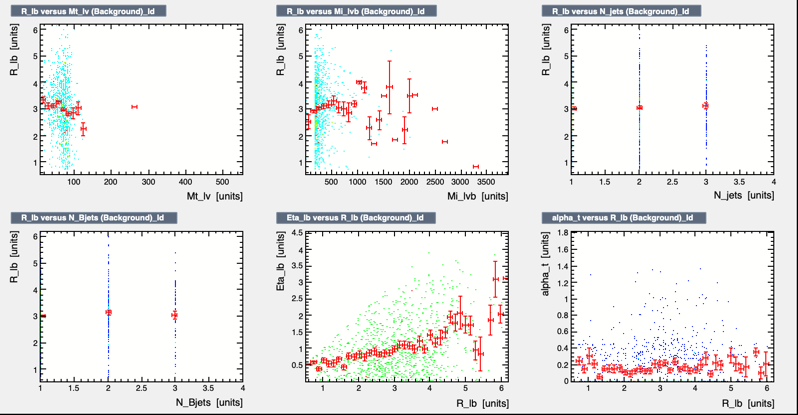 R_lb versus Mt_lv (Background)_Id
R_lb [units]
6
5
4
3
2
1
100 200 300 400 500
Mt_lv [units]
R_lb versus Mi_lvb (Background)_Id
R_lb [units]
6
5
4
3
2
1
500 1000 1500 2000 2500 3000 3500
Mi_lvb [units]
R_lb versus N_jets (Background)_Id
R_lb [units]
6
5
4
3
2
1
1 1.5 2 2.5 3 3.5 4
N_jets [units]
R_lb versus N_Bjets (Background)_Id
R_lb [units]
6
5
4
3
2
1
1 1.5 2 2.5 3 3.5 4
N_Bjets [units]
Eta_lb versus R_lb (Background)_Id
Eta_lb [units]
4.5
4
3.5
3
2.5
2
1.5
1
0.5
1 2 3 4 5 6
R_lb [units]
alpha_t versus R_lb (Background)_Id
alpha_t [units]
1.8
1.6
1.4
1.2
1
0.8
0.6
0.4
0.2
0
1 2 3 4 5 6
R_lb [units]